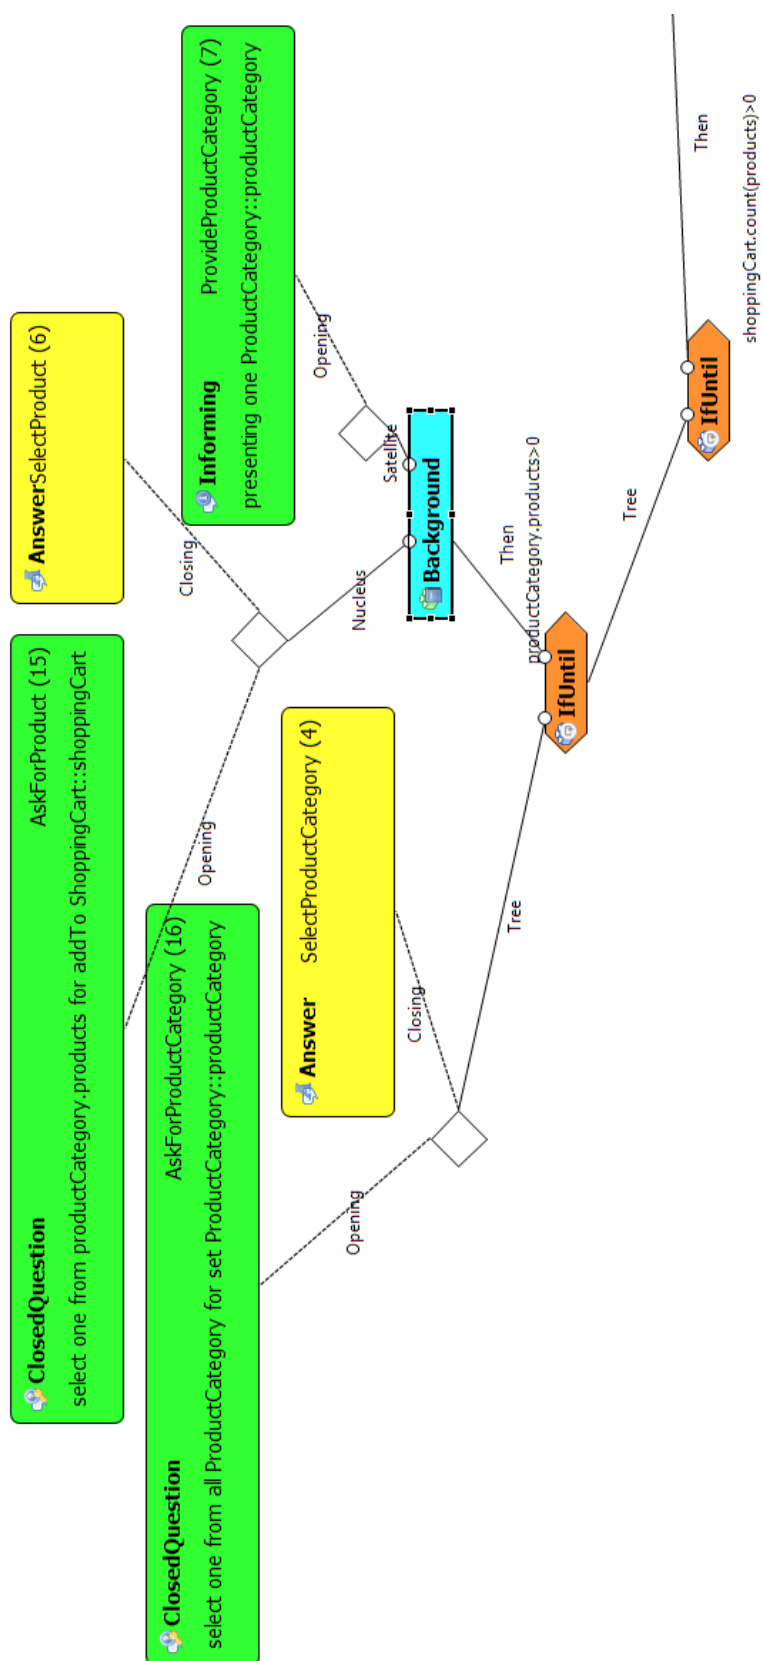 ClosedQuestion AskForProduct (15)
select one from productCategory.products for addTo ShoppingCart::shoppingCart
AnswerSelectProduct (6)
ClosedQuestion AskForProductCategory (16)
select one from all ProductCategory for set ProductCategory::productCategory
Informing ProvideProductCategory (7)
presenting one ProductCategory::productCategory
Answer SelectProductCategory (4)
Opening
Closing
Opening
Nucleus
Satellite
Background
Opening
Closing
Tree
Then
productCategory.products>0
IfUntil
Tree
Then
IfUntil
shoppingCart.count(products)>0